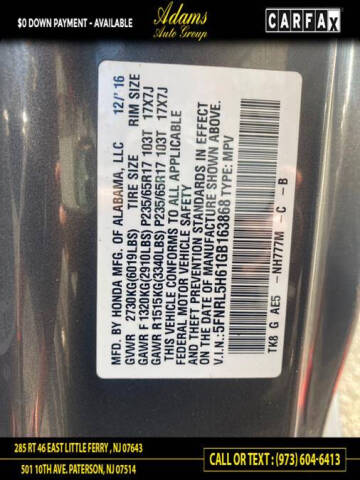 $0 DOWN PAYMENT - AVAILABLE
Adams
Auto Group
CARFAX
MFD. BY HONDA MFG. OF ALABAMA, LLC 12/'16
GVWR 2730KG(6019LBS) TIRE SIZE RIM SIZE
GAWR F 1320KG(2910LBS) P235/65R17 103T 17X7J
GAWR R 1515KG(3340LBS) P235/65R17 103T 17X7J
THIS VEHICLE CONFORMS TO ALL APPLICABLE
FEDERAL MOTOR VEHICLE SAFETY
AND THEFT PREVENTION STANDARDS IN EFFECT
ON THE DATE OF MANUFACTURE SHOWN ABOVE.
V.I.N.: 5FNRL5H61GB163868 TYPE: MPV
TK8 G AE5 NH777M - C - B
285 RT 46 EAST LITTLE FERRY , NJ 07643
501 10TH AVE. PATERSON, NJ 07514
CALL OR TEXT : (973) 604-6413